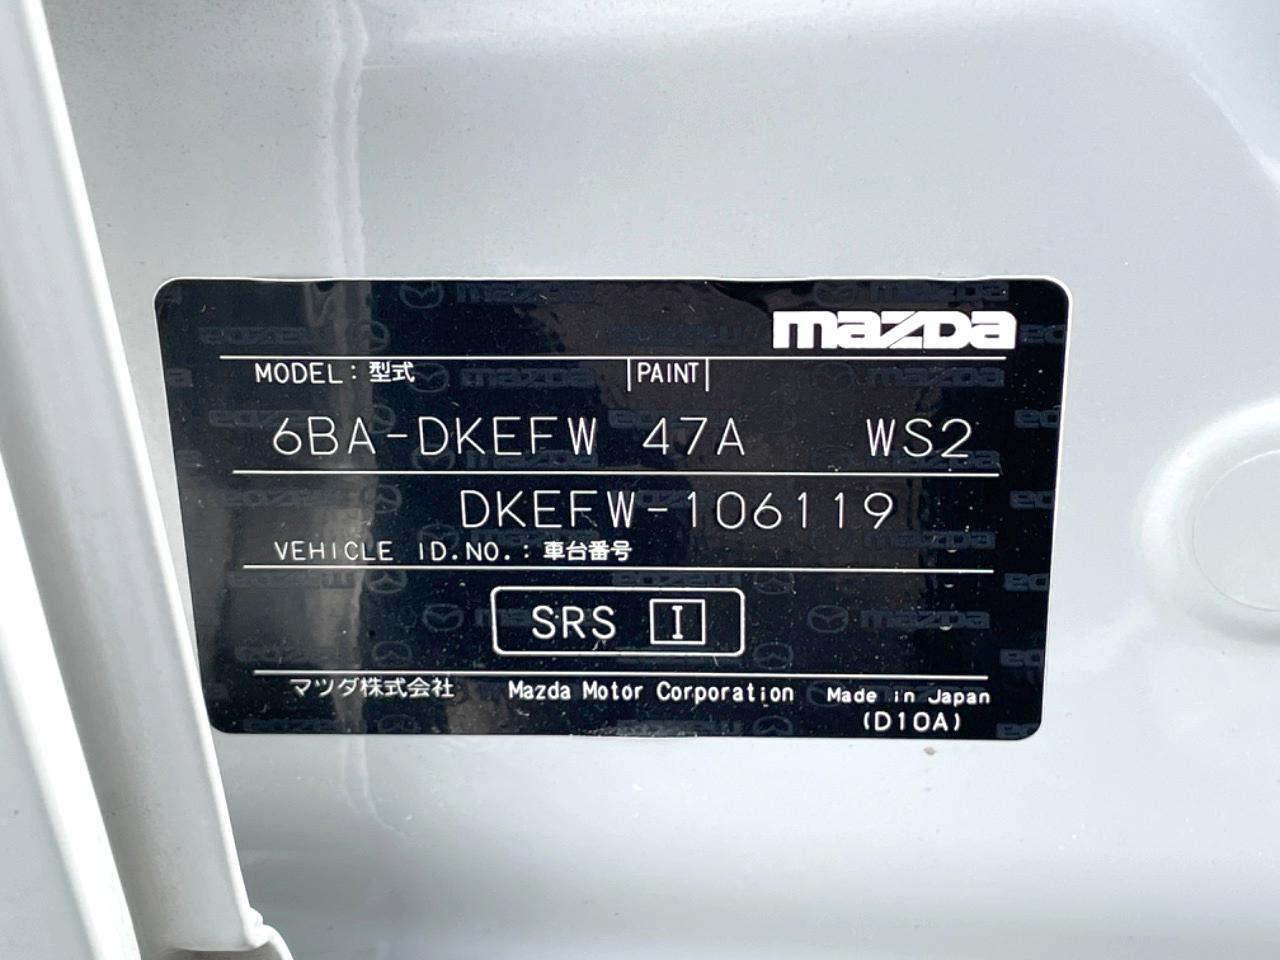 mazda
MODEL: 型式 PAINT
6BA-DKEFW 47A WS2
DKEFW-106119
VEHICLE ID.NO.: 車台番号
SRS I
マツダ株式会社 Mazda Motor Corporation Made in Japan
(D10A)